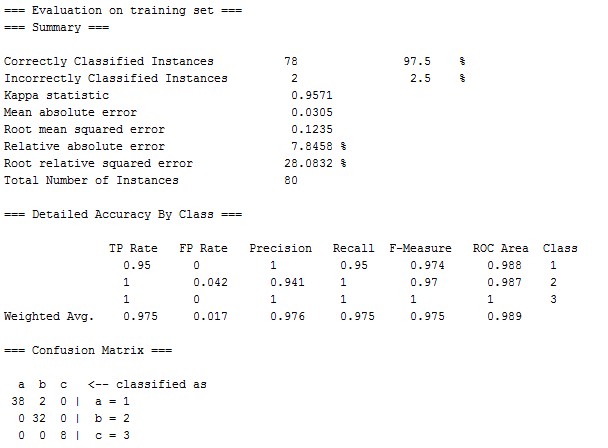 === Evaluation on training set ===
=== Summary ===
Correctly Classified Instances 78 97.5 %
Incorrectly Classified Instances 2 2.5 %
Kappa statistic 0.9571
Mean absolute error 0.0305
Root mean squared error 0.1235
Relative absolute error 7.8458 %
Root relative squared error 28.0832 %
Total Number of Instances 80
=== Detailed Accuracy By Class ===
TP Rate FP Rate Precision Recall F-Measure ROC Area Class
0.95 0 1 0.95 0.974 0.988 1
1 0.042 0.941 1 0.97 0.987 2
1 0 1 1 1 1 3
Weighted Avg. 0.975 0.017 0.976 0.975 0.975 0.989
=== Confusion Matrix ===
a b c <-- classified as
38 2 0 | a = 1
0 32 0 | b = 2
0 0 8 | c = 3